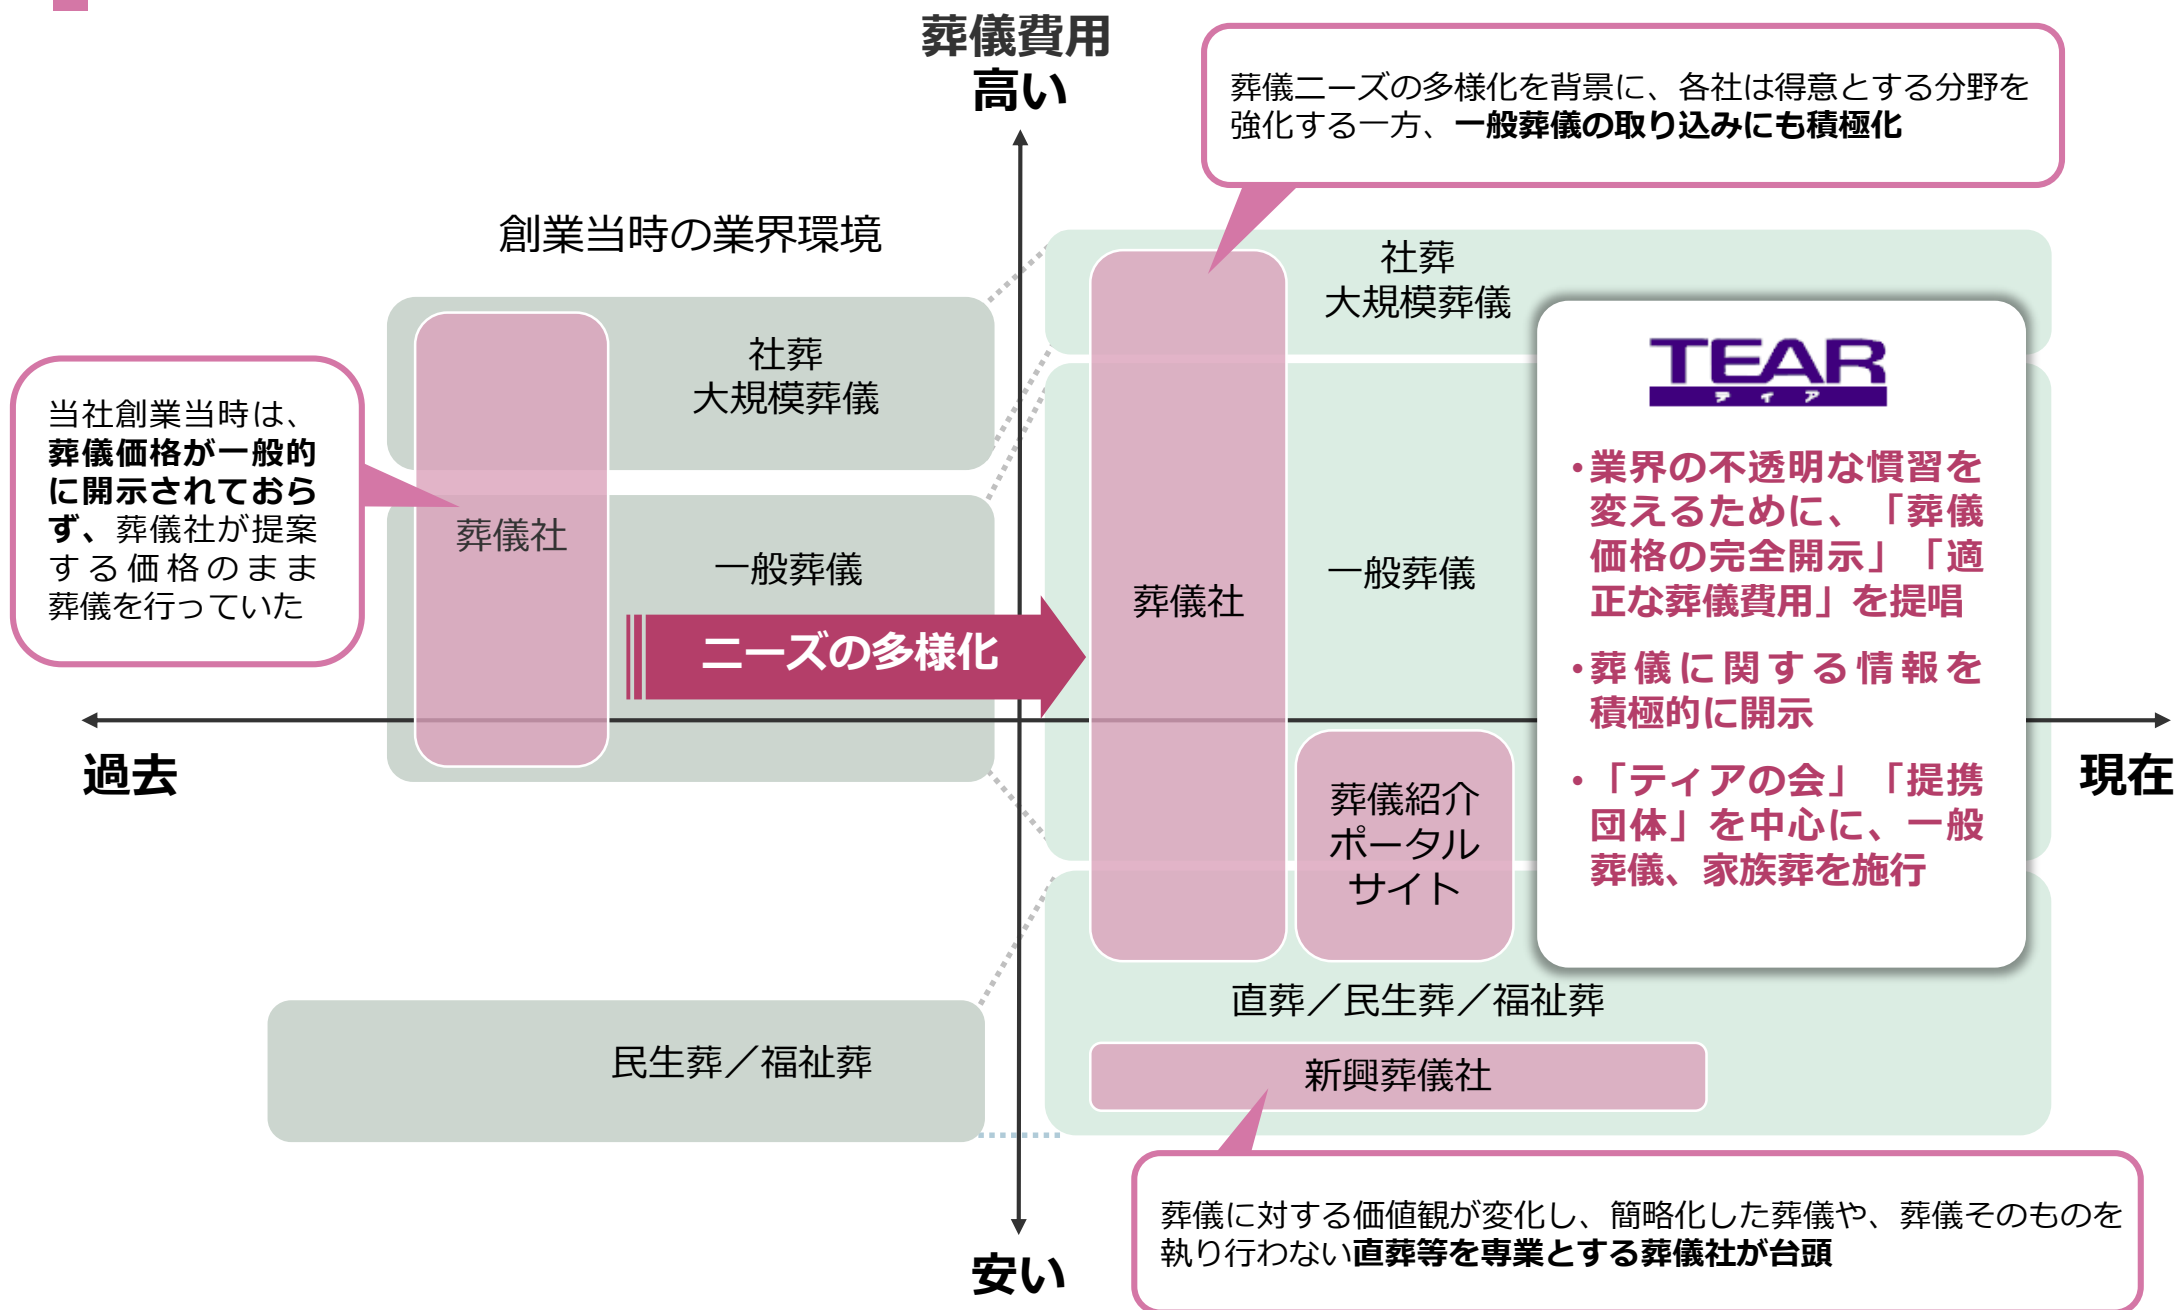 葬儀費用
高い
葬儀ニーズの多様化を背景に、各社は得意とする分野を
強化する一方、一般葬儀の取り込みにも積極化
創業当時の業界環境
社葬
大規模葬儀
葬儀社
一般葬儀
当社創業当時は、
葬儀価格が一般的
に開示されておら
ず、葬儀社が提案
する価格のまま
葬儀を行っていた
ニーズの多様化
過去
現在
民生葬／福祉葬
社葬
大規模葬儀
葬儀社
一般葬儀
葬儀紹介
ポータル
サイト
直葬／民生葬／福祉葬
新興葬儀社
TEAR
ティア
・業界の不透明な慣習を
変えるために、「葬儀
価格の完全開示」「適
正な葬儀費用」を提唱
・葬儀に関する情報を
積極的に開示
・「ティアの会」「提携
団体」を中心に、一般
葬儀、家族葬を施行
葬儀に対する価値観が変化し、簡略化した葬儀や、葬儀そのものを
執り行わない直葬等を専業とする葬儀社が台頭
安い